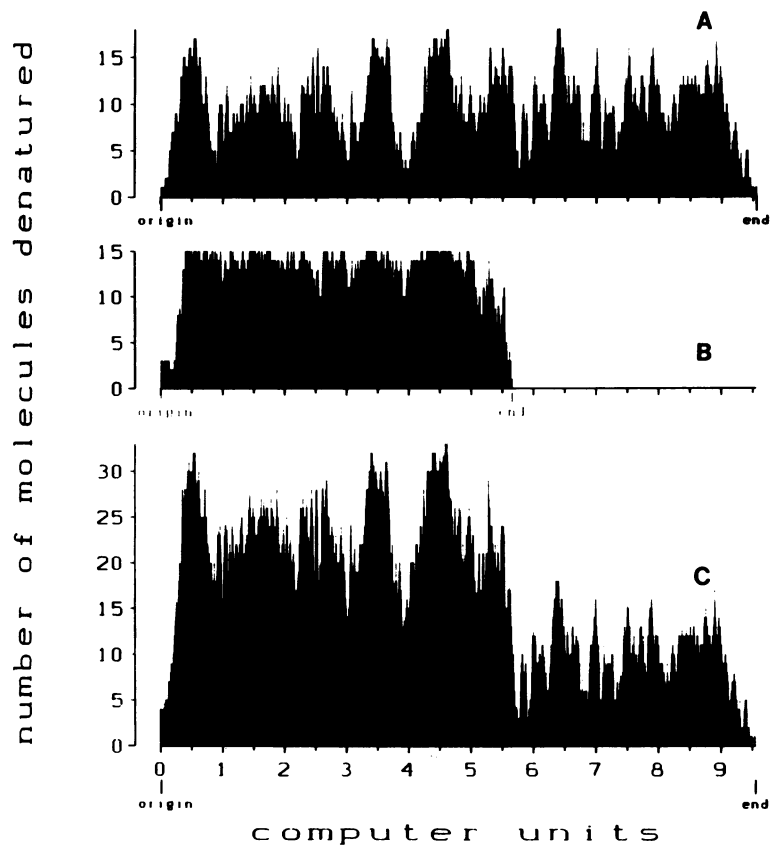 number of molecules denatured
A
15
10
5
0
origin
end
15
10
5
0
B
origin
end
30
25
20
15
10
5
0
C
0 1 2 3 4 5 6 7 8 9
origin
end
computer units